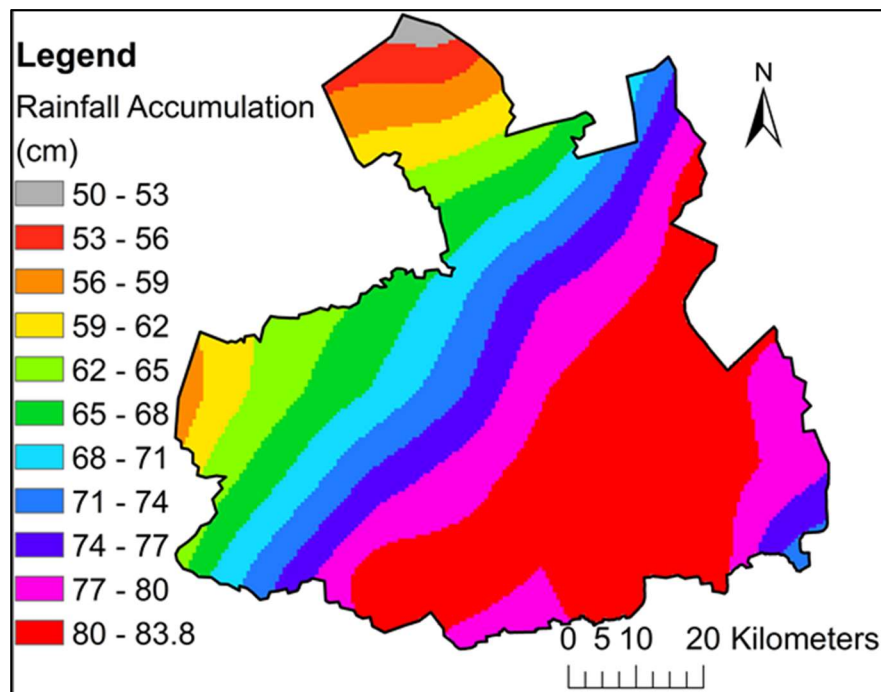 Legend
Rainfall Accumulation
(cm)
50 - 53
53 - 56
56 - 59
59 - 62
62 - 65
65 - 68
68 - 71
71 - 74
74 - 77
77 - 80
80 - 83.8
N
0 5 10 20 Kilometers